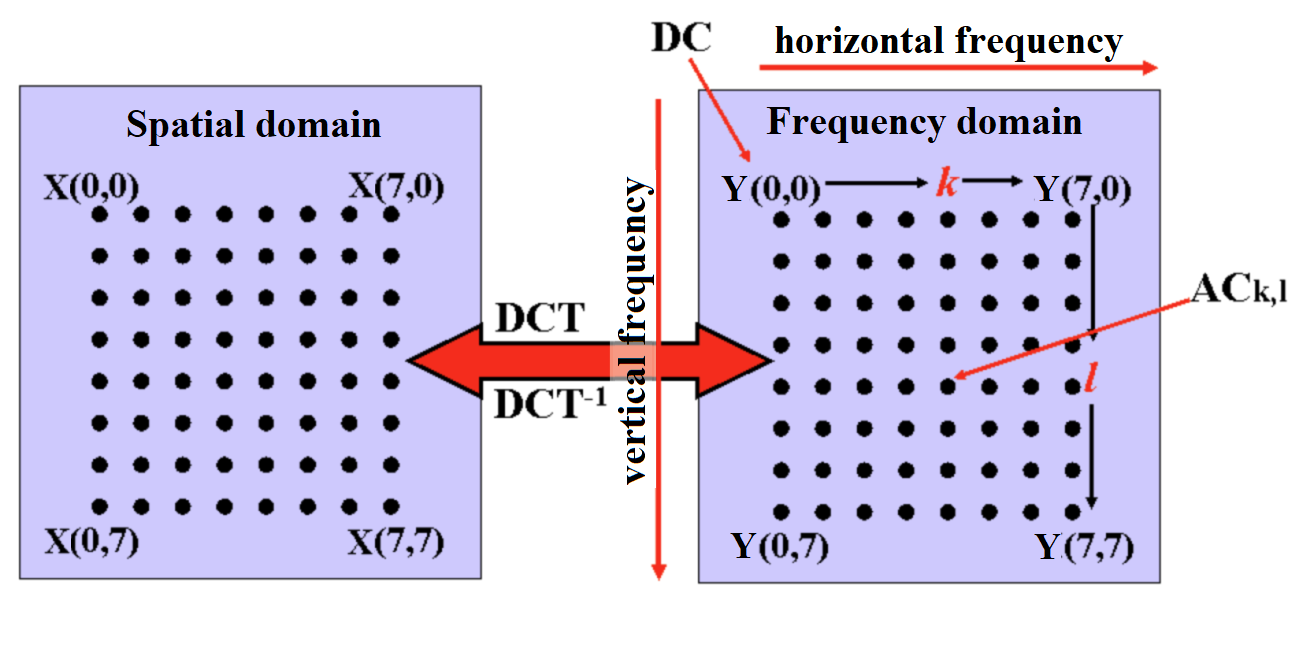 DC
horizontal frequency
Spatial domain
X(0,0) X(7,0)
X(0,7) X(7,7)
DCT
DCT-1
vertical frequency
Frequency domain
Y(0,0) k Y(7,0)
ACk,l
l
Y(0,7) Y(7,7)